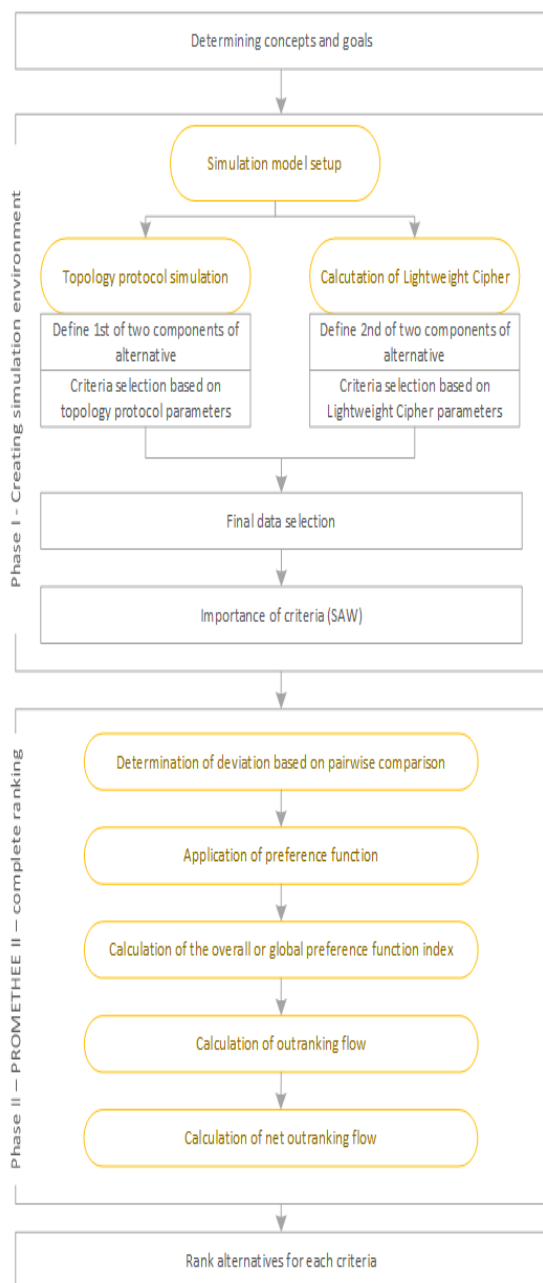 Determining concepts and goals
Phase I - Creating simulation environment
Simulation model setup
Topology protocol simulation
Calcutation of Lightweight Cipher
Define 1st of two components of
alternative
Define 2nd of two components of
alternative
Criteria selection based on
topology protocol parameters
Criteria selection based on
Lightweight Cipher parameters
Final data selection
Importance of criteria (SAW)
Phase II – PROMETHEE II – complete ranking
Determination of deviation based on pairwise comparison
Application of preference function
Calculation of the overall or global preference function index
Calculation of outranking flow
Calculation of net outranking flow
Rank alternatives for each criteria